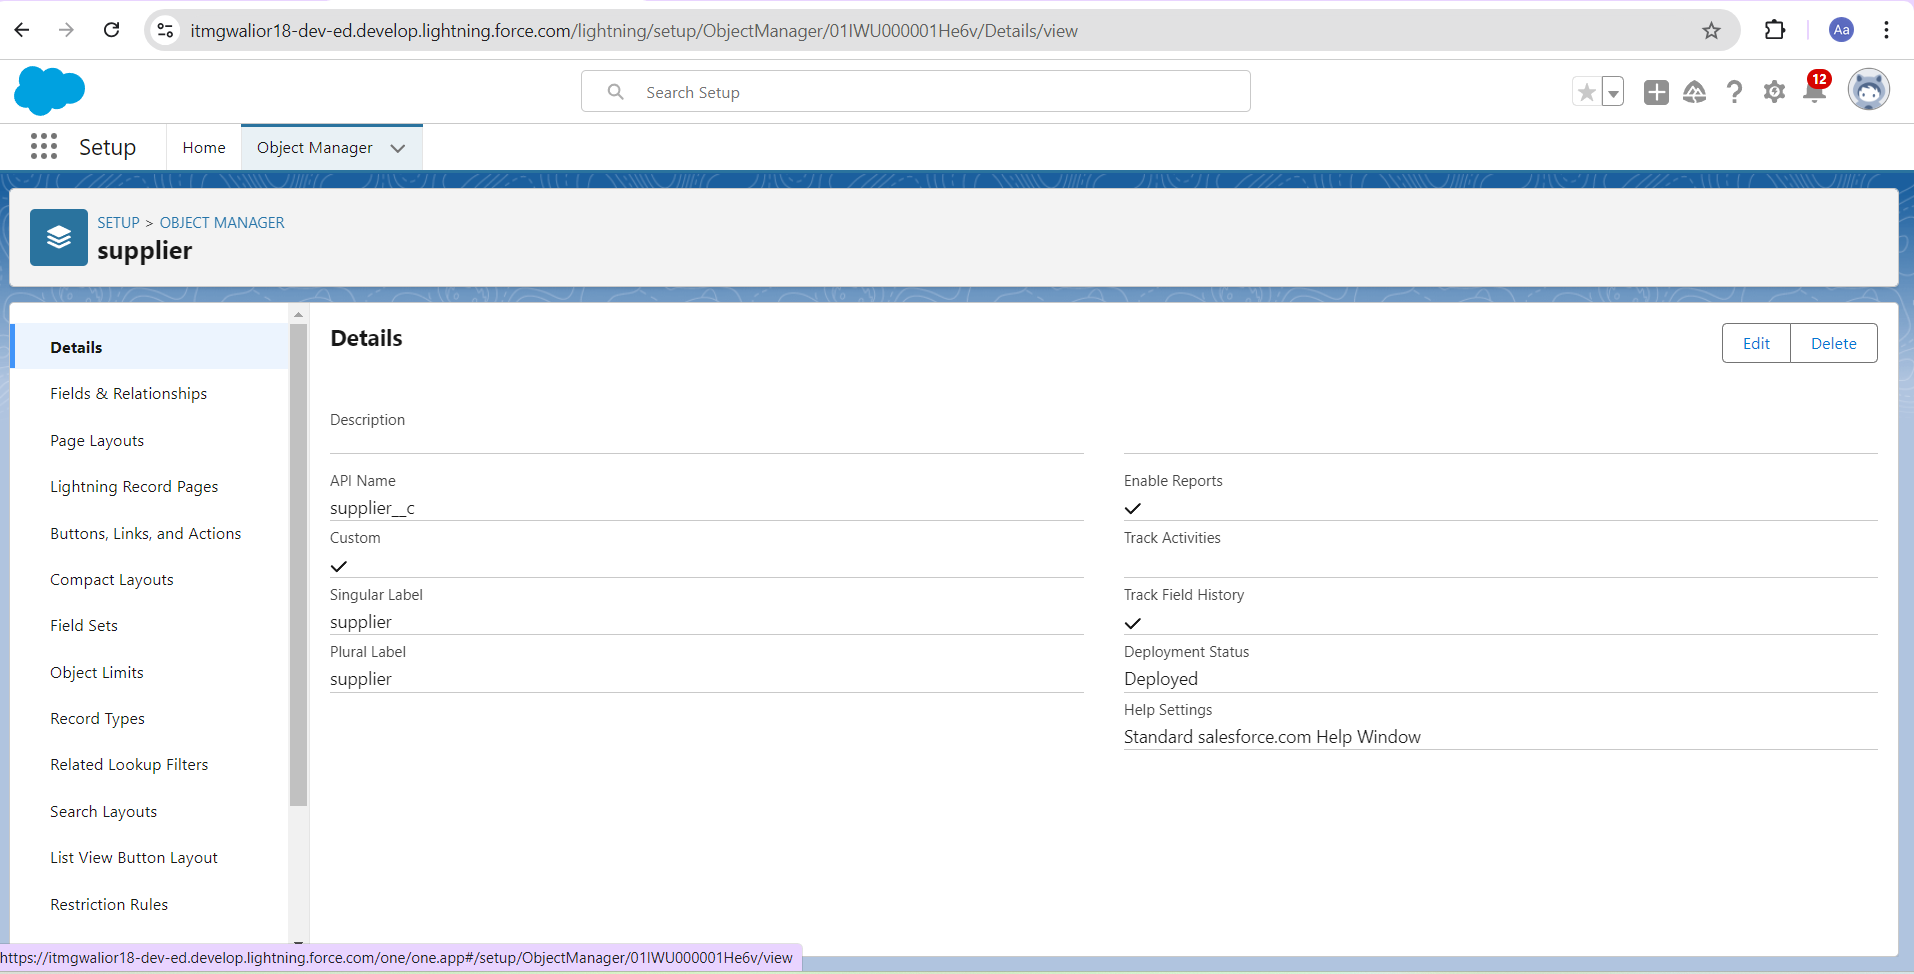 itmgwalior18-dev-ed.develop.lightning.force.com/lightning/setup/ObjectManager/01IWU000001He6v/Details/view
Aa
Search Setup
12
Setup
Home
Object Manager
SETUP > OBJECT MANAGER
supplier
Details
Fields & Relationships
Page Layouts
Lightning Record Pages
Buttons, Links, and Actions
Compact Layouts
Field Sets
Object Limits
Record Types
Related Lookup Filters
Search Layouts
List View Button Layout
Restriction Rules
Details
Edit
Delete
Description
API Name
supplier__c
Custom
Singular Label
supplier
Plural Label
supplier
Enable Reports
Track Activities
Track Field History
Deployment Status
Deployed
Help Settings
Standard salesforce.com Help Window
https://itmgwalior18-dev-ed.develop.lightning.force.com/one/one.app#/setup/ObjectManager/01IWU000001He6v/view